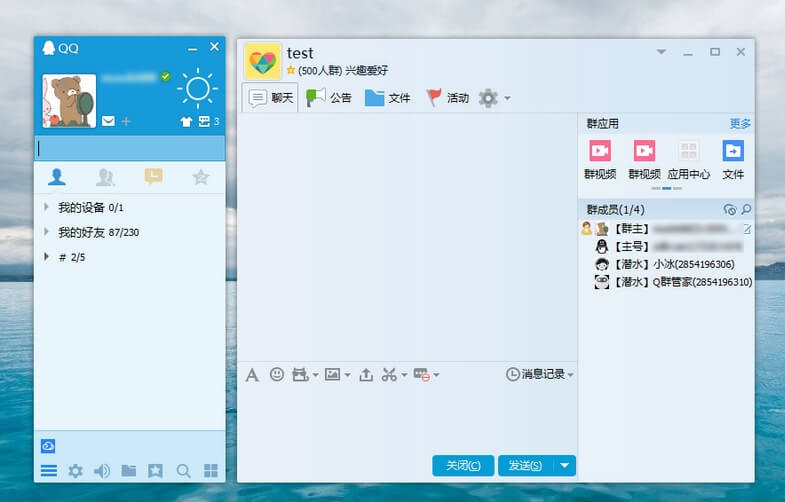 QQ
3
我的设备 0/1
我的好友 87/230
# 2/5
test
(500人群) 兴趣爱好
聊天
公告
文件
活动
群应用
更多
群视频
群视频
应用中心
文件
群成员(1/4)
【群主】
【主号】
【潜水】小冰(2854196306)
【潜水】Q群管家(2854196310)
A
消息记录
关闭(C)
发送(S)